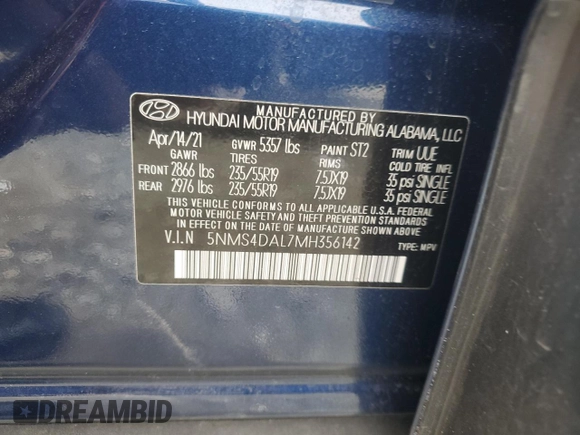 MANUFACTURED BY
HYUNDAI MOTOR MANUFACTURING ALABAMA, LLC
Apr/14/21 GVWR 5357 lbs PAINT ST2 TRIM UUE
GAWR TIRES RIMS COLD TIRE INFL
FRONT 2866 lbs 235/55R19 7.5JX19 35 psi SINGLE
REAR 2976 lbs 235/55R19 7.5JX19 35 psi SINGLE
THIS VEHICLE CONFORMS TO ALL APPLICABLE U.S.A. FEDERAL
MOTOR VEHICLE SAFETY AND THEFT PREVENTION STANDARDS
IN EFFECT ON THE DATE OF MANUFACTURE SHOWN ABOVE.
V.I.N 5NMS4DAL7MH356142 TYPE: MPV
DREAMBID